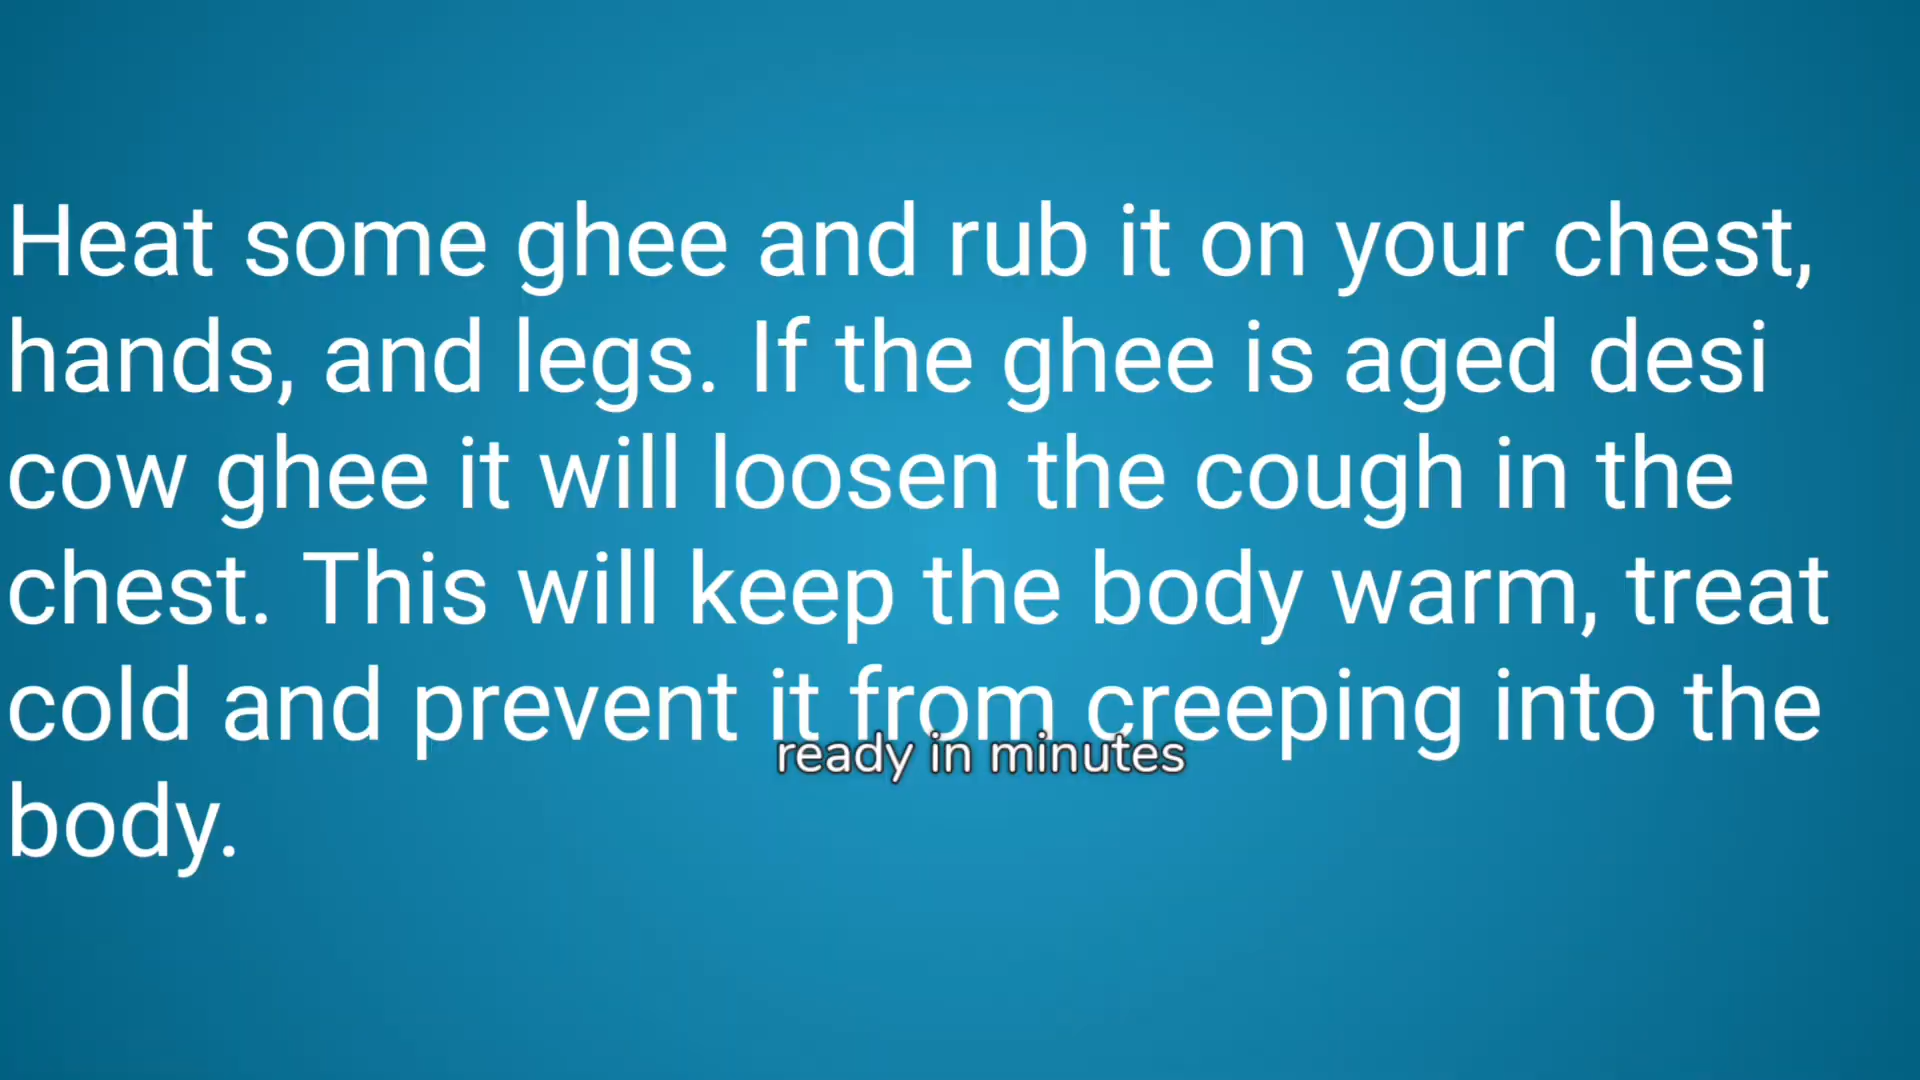 Heat some ghee and rub it on your chest,
hands, and legs. If the ghee is aged desi
cow ghee it will loosen the cough in the
chest. This will keep the body warm, treat
cold and prevent it from creeping into the
ready in minutes
body.